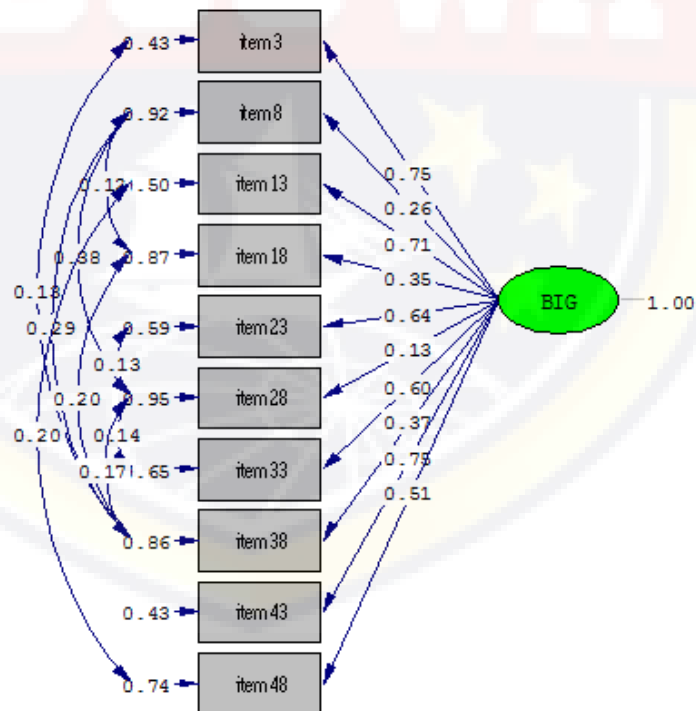 0.43 item3
0.75
0.92 item8
0.26
0.12 .50 item13
0.71
0.38 0.87 item18
0.35
0.13
0.29 0.59 item23
0.64
BIG 1.00
0.13
0.13
0.20 0.95 item28
0.60
0.37
0.20 0.14
0.17 .65 item33
0.75
0.51
0.86 item38
0.43 item43
0.74 item48